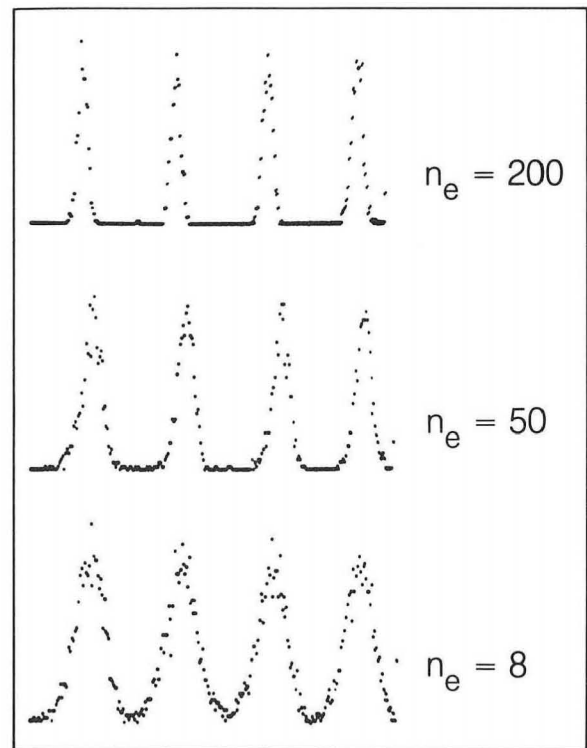 n_e = 200
n_e = 50
n_e = 8